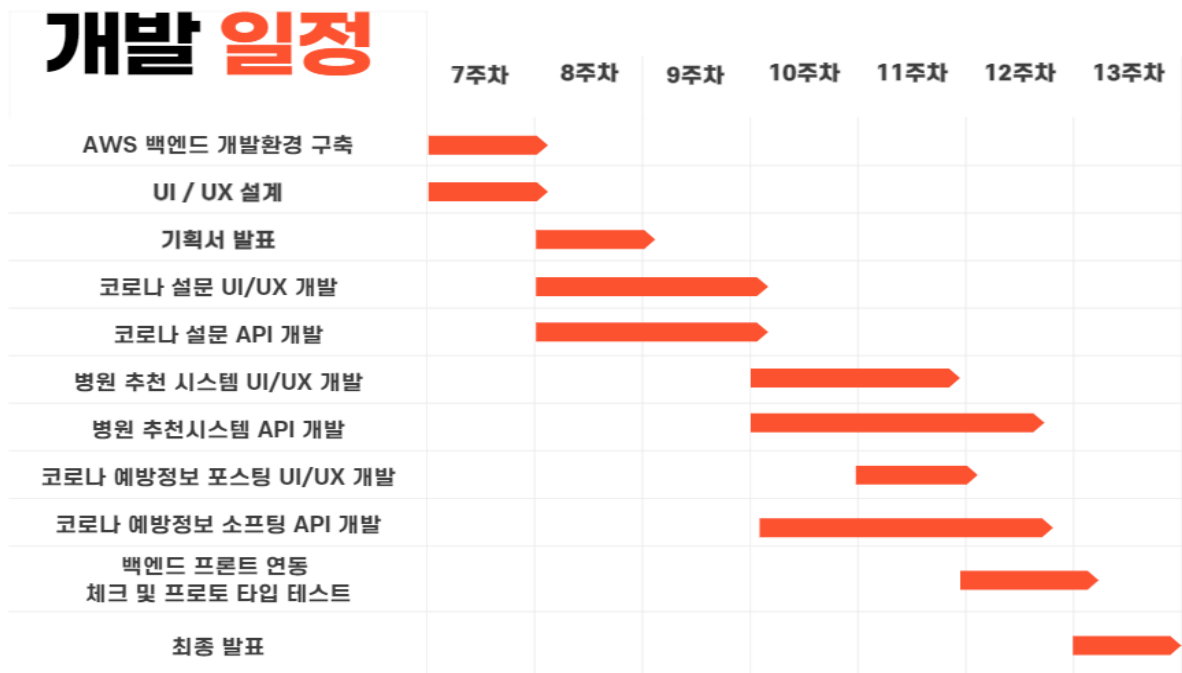 개발 일정
7주차 8주차 9주차 10주차 11주차 12주차 13주차
AWS 백엔드 개발환경 구축
UI / UX 설계
기획서 발표
코로나 설문 UI/UX 개발
코로나 설문 API 개발
병원 추천 시스템 UI/UX 개발
병원 추천시스템 API 개발
코로나 예방정보 포스팅 UI/UX 개발
코로나 예방정보 소프팅 API 개발
백엔드 프론트 연동
체크 및 프로토 타입 테스트
최종 발표